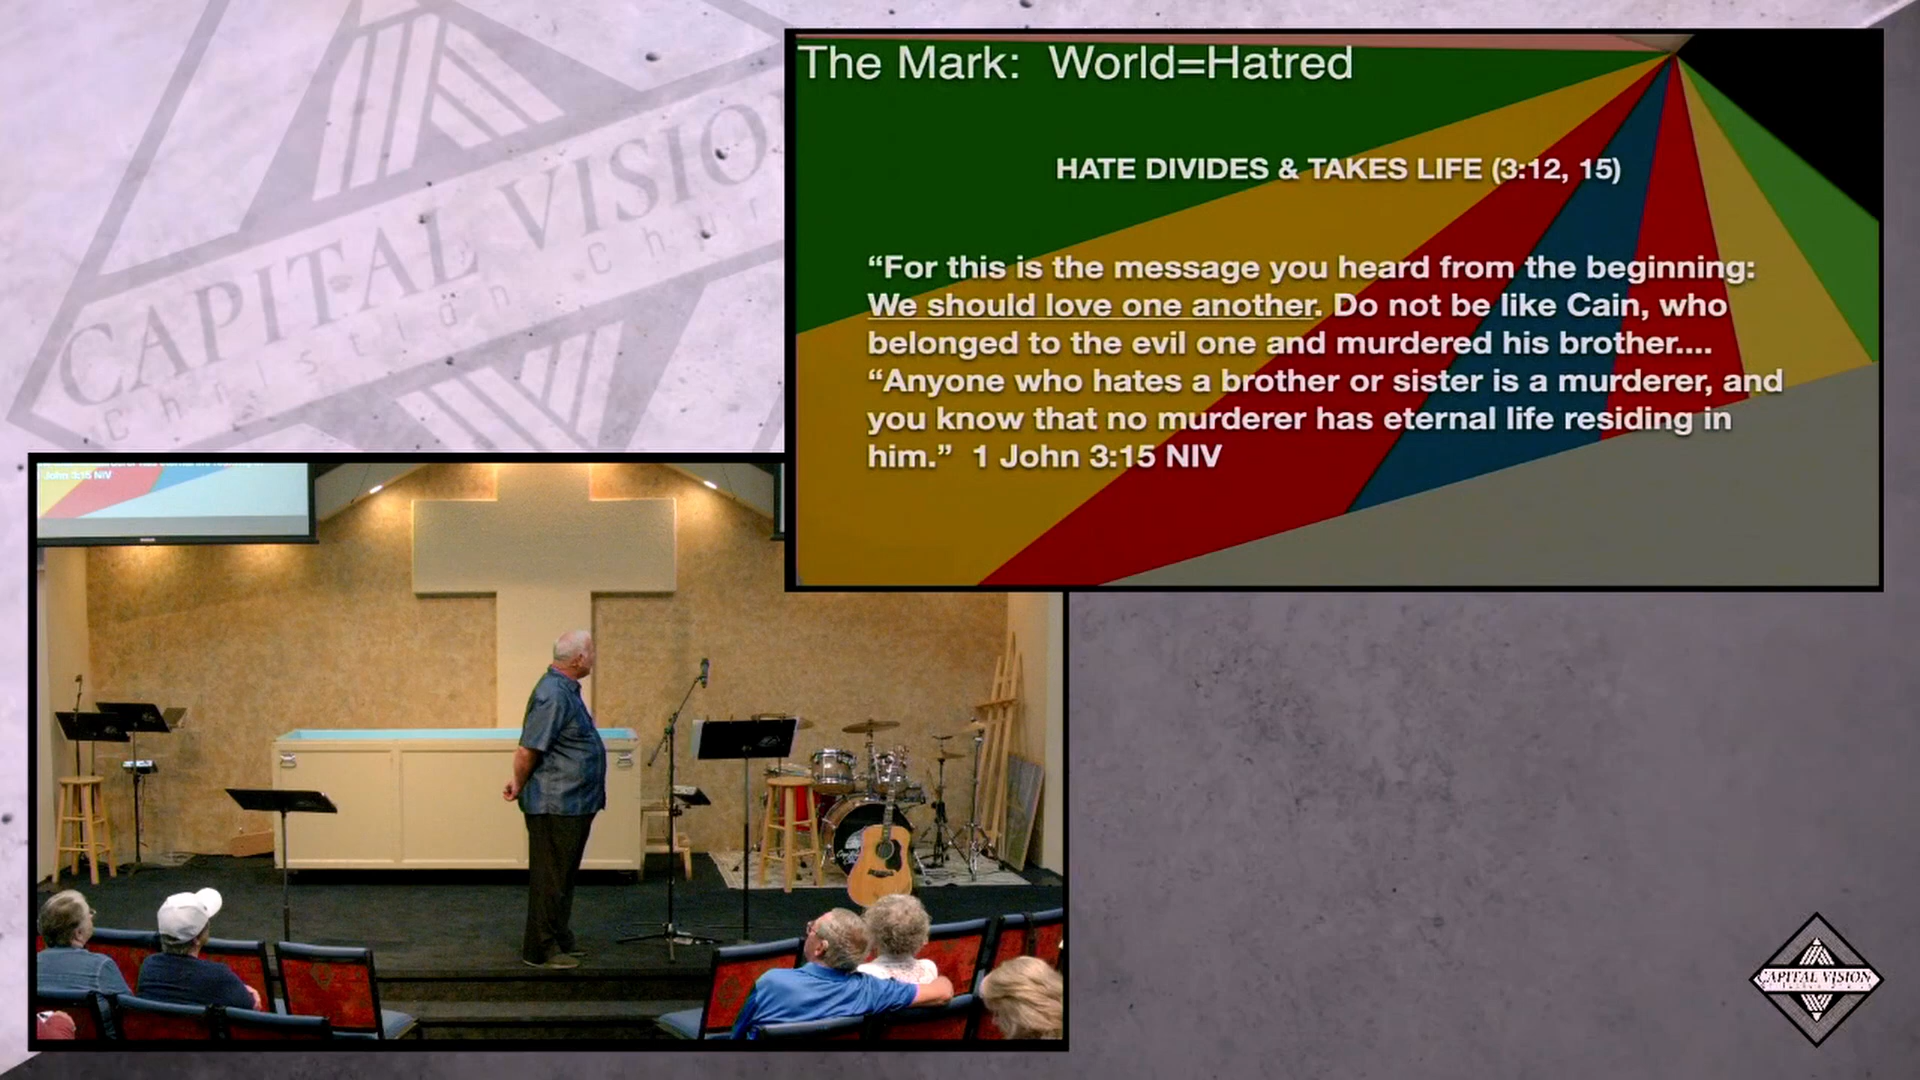 The Mark:  World=Hatred
HATE DIVIDES & TAKES LIFE (3:12, 15)
“For this is the message you heard from the beginning:
We should love one another. Do not be like Cain, who
belonged to the evil one and murdered his brother....
“Anyone who hates a brother or sister is a murderer, and
you know that no murderer has eternal life residing in
him.”  1 John 3:15 NIV
CAPITAL VISIO
Christian Chur
John 3:15 NIV
CAPITAL VISION